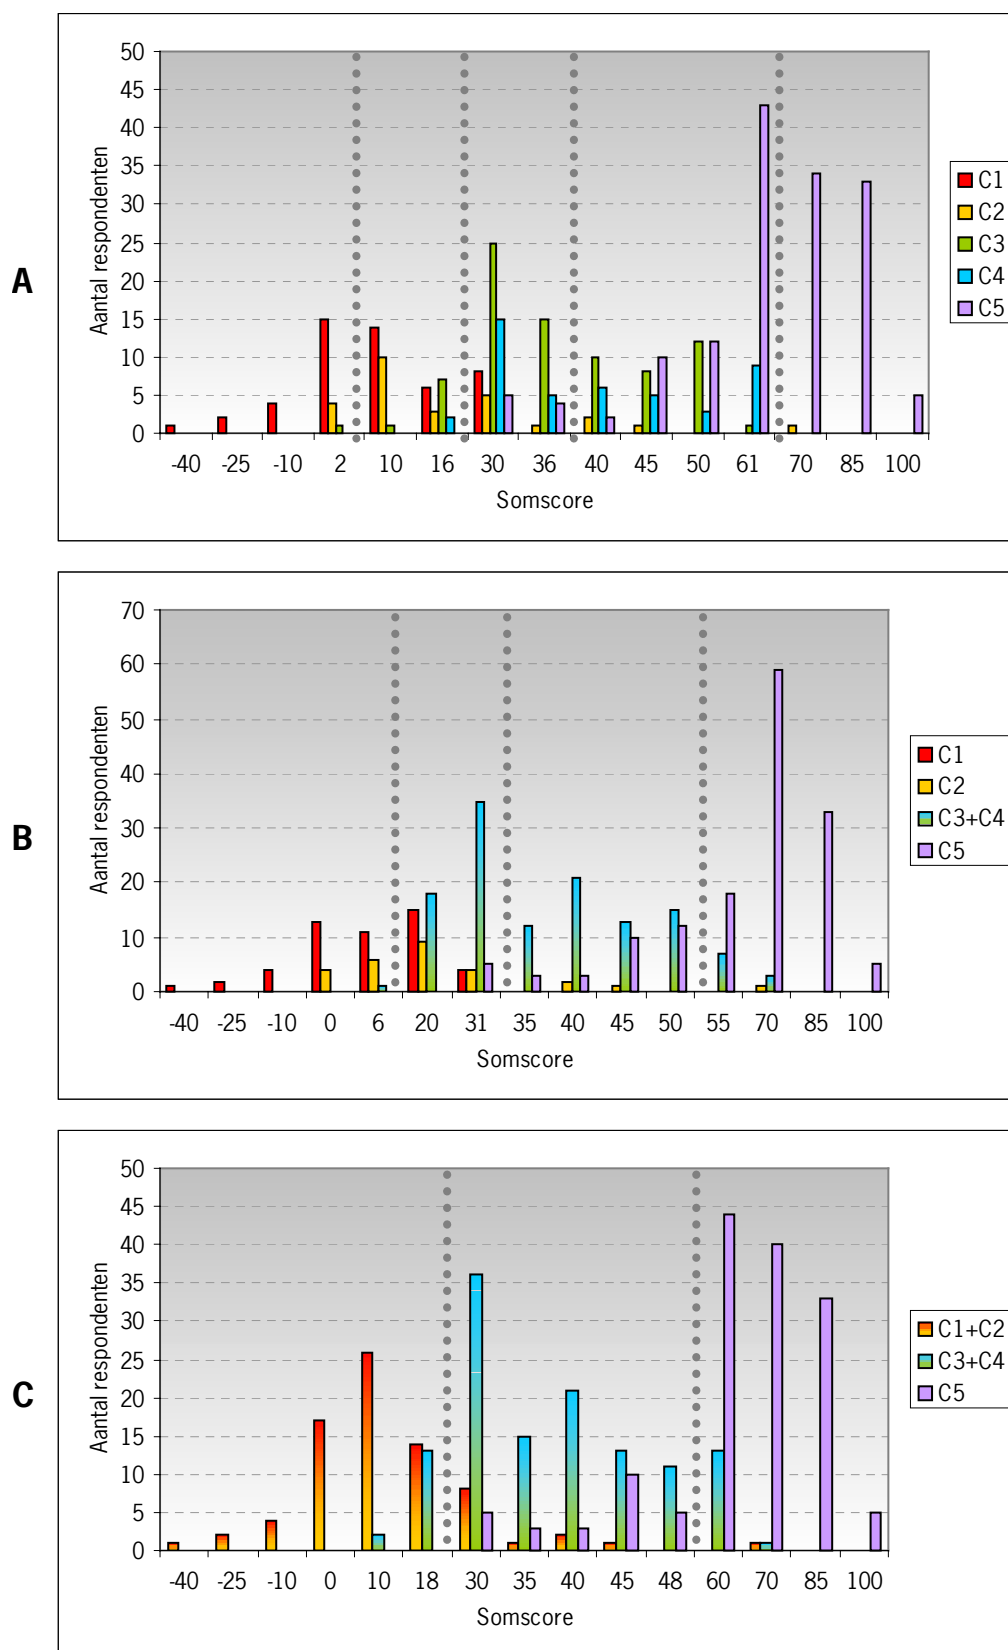 A
Aantal respondenten
50
45
40
35
30
25
20
15
10
5
0
-40 -25 -10 2 10 16 30 36 40 45 50 61 70 85 100
Somscore
C1
C2
C3
C4
C5
B
Aantal respondenten
70
60
50
40
30
20
10
0
-40 -25 -10 0 6 20 31 35 40 45 50 55 70 85 100
Somscore
C1
C2
C3+C4
C5
C
Aantal respondenten
50
45
40
35
30
25
20
15
10
5
0
-40 -25 -10 0 10 18 30 35 40 45 48 60 70 85 100
Somscore
C1+C2
C3+C4
C5